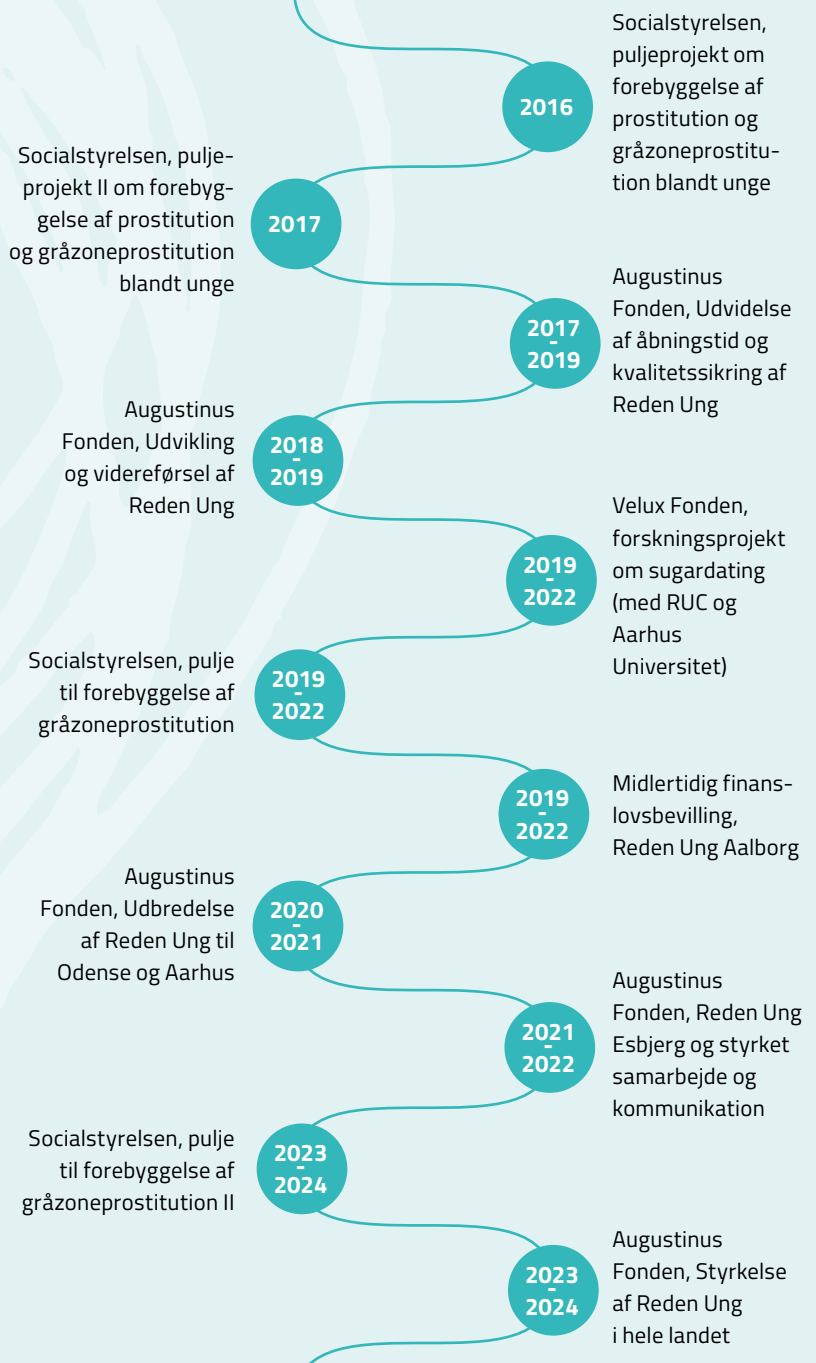 2016
Socialstyrelsen,
puljeprojekt om
forebyggelse af
prostitution og
gråzoneprostitu-
tion blandt unge
Socialstyrelsen, pulje-
projekt II om forebyg-
gelse af prostitution
og gråzoneprostitution
blandt unge
2017
2017
-
2019
Augustinus
Fonden, Udvidelse
af åbningstid og
kvalitetssikring af
Reden Ung
Augustinus
Fonden, Udvikling
og videreførsel af
Reden Ung
2018
-
2019
2019
-
2022
Velux Fonden,
forskningsprojekt
om sugardating
(med RUC og
Aarhus
Universitet)
Socialstyrelsen, pulje
til forebyggelse af
gråzoneprostitution
2019
-
2022
2019
-
2022
Midlertidig finans-
lovsbevilling,
Reden Ung Aalborg
Augustinus
Fonden, Udbredelse
af Reden Ung til
Odense og Aarhus
2020
-
2021
2021
-
2022
Augustinus
Fonden, Reden Ung
Esbjerg og styrket
samarbejde og
kommunikation
Socialstyrelsen, pulje
til forebyggelse af
gråzoneprostitution II
2023
-
2024
2023
-
2024
Augustinus
Fonden, Styrkelse
af Reden Ung
i hele landet